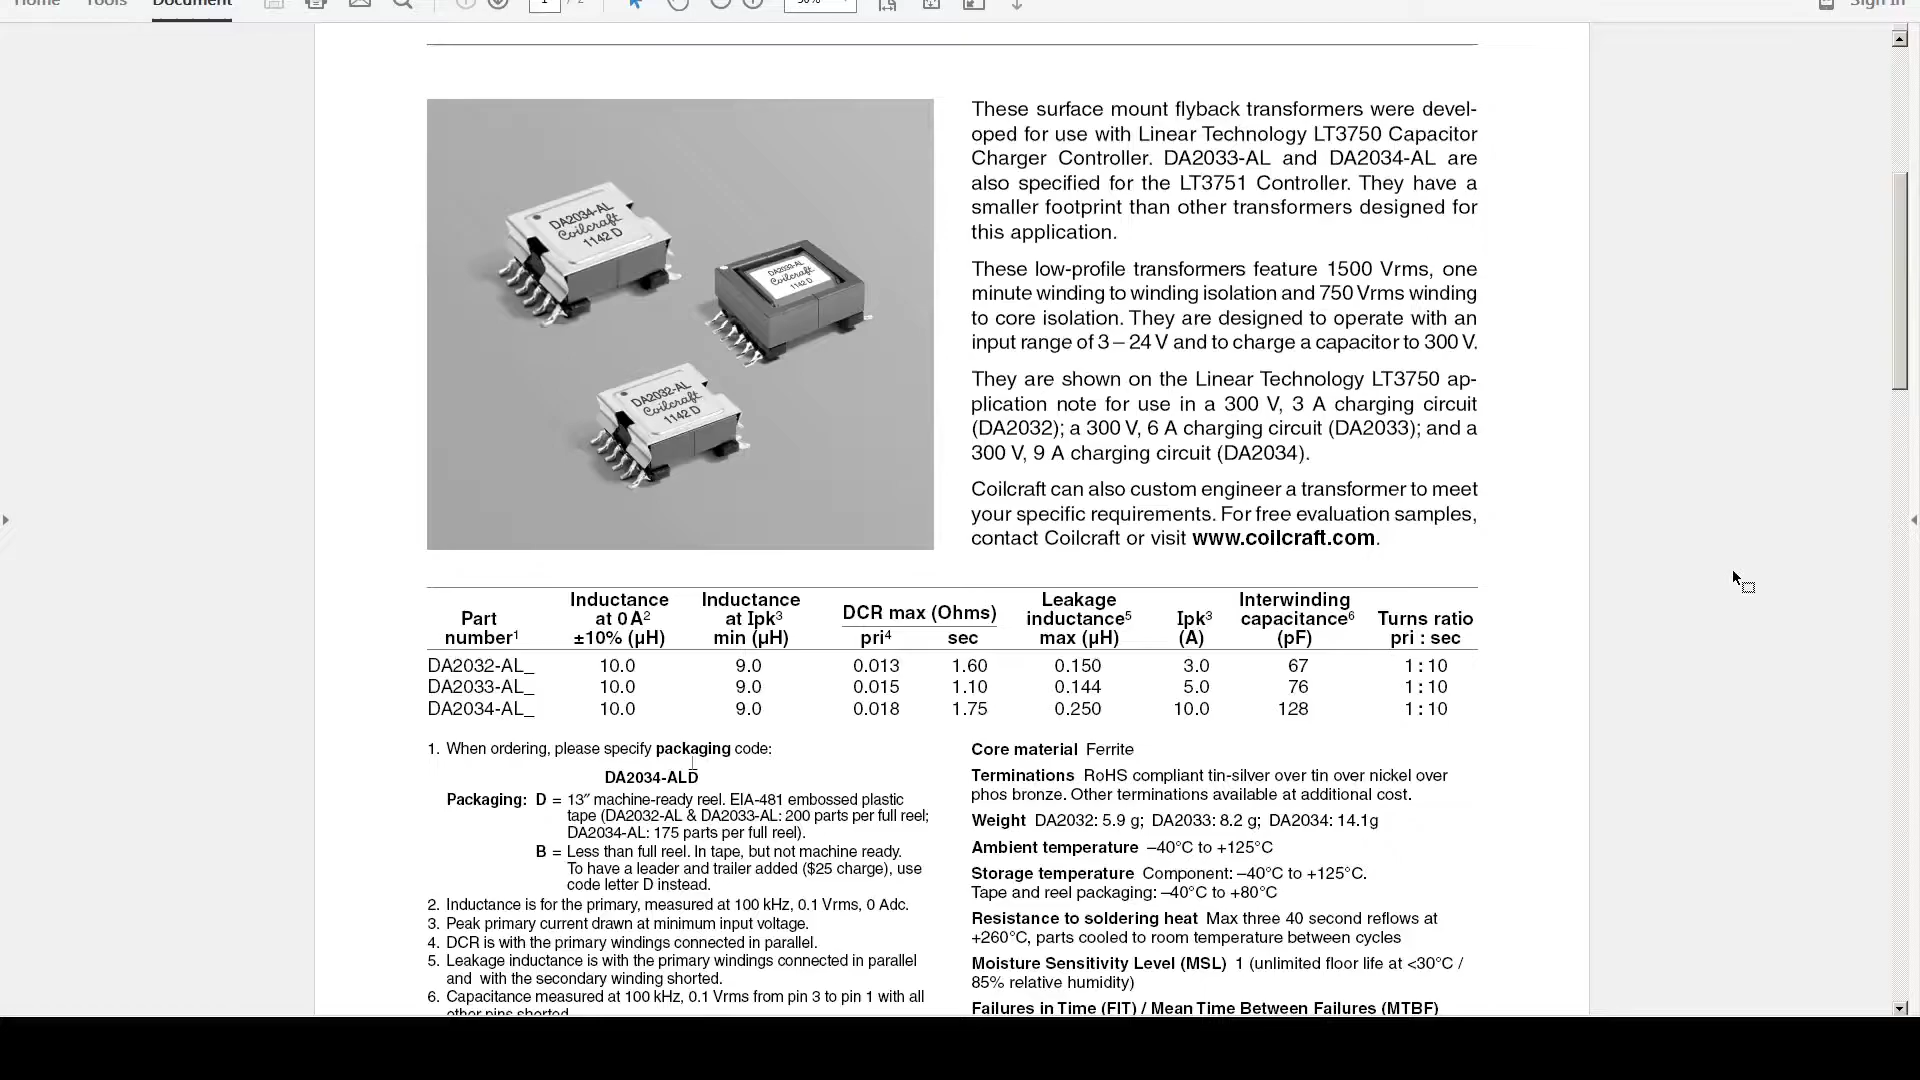 Home Tools Document
Sign In
These surface mount flyback transformers were devel-
oped for use with Linear Technology LT3750 Capacitor
Charger Controller. DA2033-AL and DA2034-AL are
also specified for the LT3751 Controller. They have a
smaller footprint than other transformers designed for
this application.
These low-profile transformers feature 1500 Vrms, one
minute winding to winding isolation and 750 Vrms winding
to core isolation. They are designed to operate with an
input range of 3 – 24 V and to charge a capacitor to 300 V.
They are shown on the Linear Technology LT3750 ap-
plication note for use in a 300 V, 3 A charging circuit
(DA2032); a 300 V, 6 A charging circuit (DA2033); and a
300 V, 9 A charging circuit (DA2034).
Coilcraft can also custom engineer a transformer to meet
your specific requirements. For free evaluation samples,
contact Coilcraft or visit www.coilcraft.com.
DA2034-AL
Coilcraft
1142 D
DA2033-AL
Coilcraft
1142 D
DA2032-AL
Coilcraft
1142 D
Part number1 Inductance at 0 A2 ±10% (µH) Inductance at Ipk3 min (µH) DCR max (Ohms) pri4 sec Leakage inductance5 max (µH) Ipk3 (A) Interwinding capacitance6 (pF) Turns ratio pri : sec
DA2032-AL_ 10.0 9.0 0.013 1.60 0.150 3.0 67 1 : 10
DA2033-AL_ 10.0 9.0 0.015 1.10 0.144 5.0 76 1 : 10
DA2034-AL_ 10.0 9.0 0.018 1.75 0.250 10.0 128 1 : 10
1. When ordering, please specify packaging code:
DA2034-ALD
Packaging: D = 13″ machine-ready reel. EIA-481 embossed plastic
tape (DA2032-AL & DA2033-AL: 200 parts per full reel;
DA2034-AL: 175 parts per full reel).
B = Less than full reel. In tape, but not machine ready.
To have a leader and trailer added ($25 charge), use
code letter D instead.
2. Inductance is for the primary, measured at 100 kHz, 0.1 Vrms, 0 Adc.
3. Peak primary current drawn at minimum input voltage.
4. DCR is with the primary windings connected in parallel.
5. Leakage inductance is with the primary windings connected in parallel
and with the secondary winding shorted.
6. Capacitance measured at 100 kHz, 0.1 Vrms from pin 3 to pin 1 with all
other pins shorted
Core material Ferrite
Terminations RoHS compliant tin-silver over tin over nickel over
phos bronze. Other terminations available at additional cost.
Weight DA2032: 5.9 g; DA2033: 8.2 g; DA2034: 14.1g
Ambient temperature –40°C to +125°C
Storage temperature Component: –40°C to +125°C.
Tape and reel packaging: –40°C to +80°C
Resistance to soldering heat Max three 40 second reflows at
+260°C, parts cooled to room temperature between cycles
Moisture Sensitivity Level (MSL) 1 (unlimited floor life at <30°C /
85% relative humidity)
Failures in Time (FIT) / Mean Time Between Failures (MTBF)